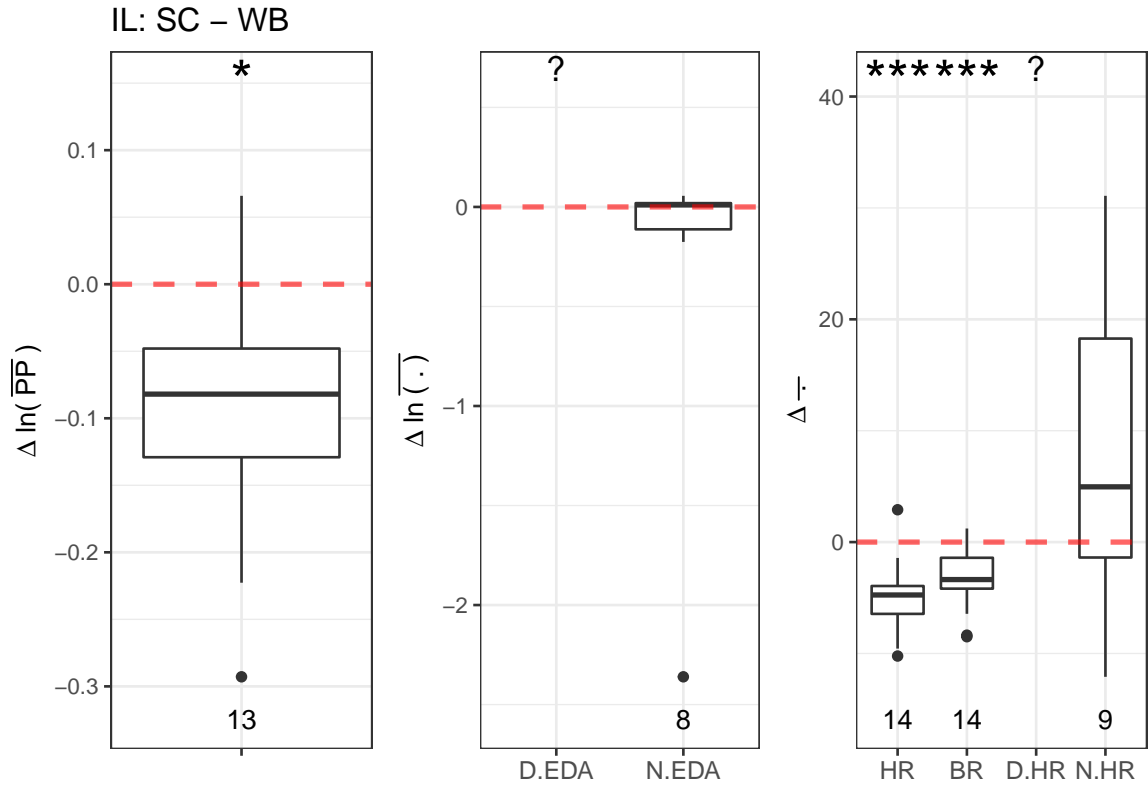 IL: SC − WB
Δ ln( PP )
0.1
0.0
−0.1
−0.2
−0.3
*
13
Δ ln ( . )
0
−1
−2
?
8
D.EDA N.EDA
Δ .
40
20
0
*** *** ?
14 14 9
HR BR D.HR N.HR